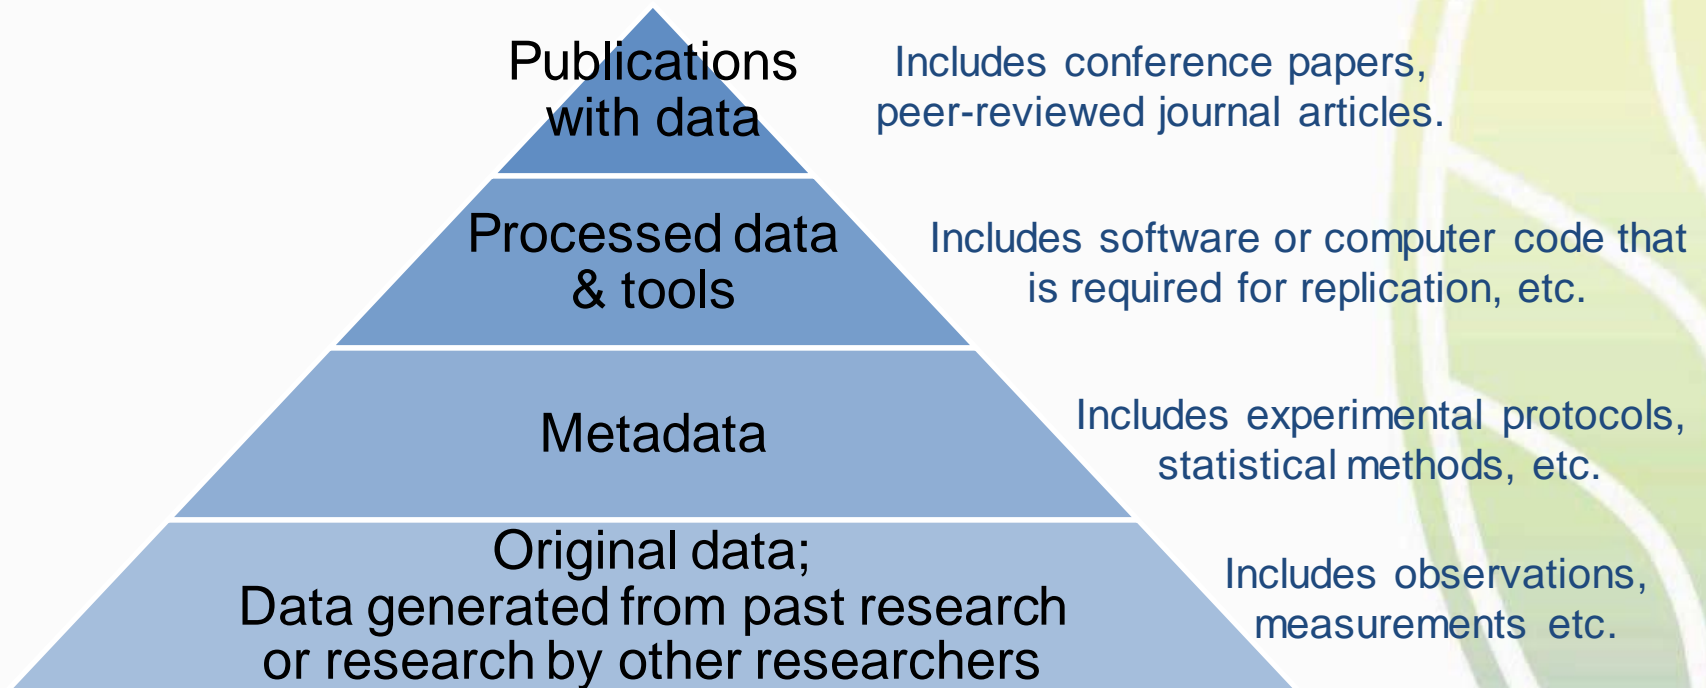 Publications
with data
Includes conference papers,
peer-reviewed journal articles.
Processed data
& tools
Includes software or computer code that
is required for replication, etc.
Metadata
Includes experimental protocols,
statistical methods, etc.
Original data;
Data generated from past research
or research by other researchers
Includes observations,
measurements etc.